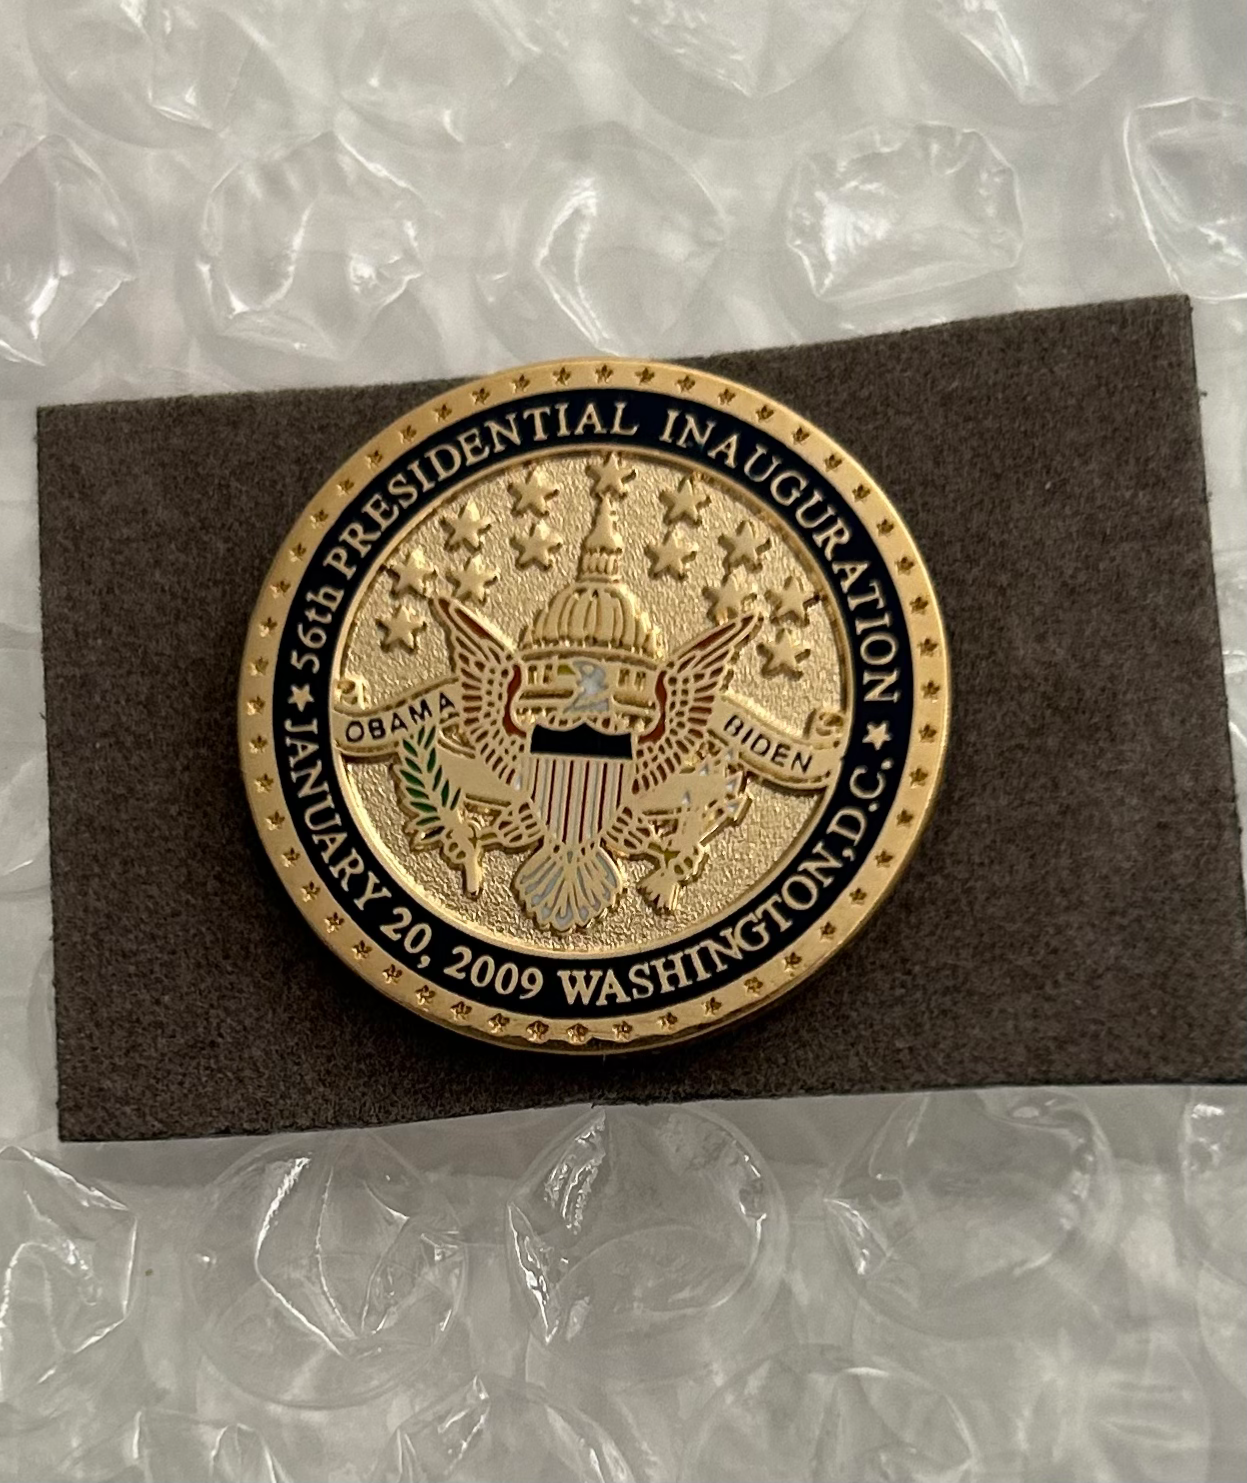 56th PRESIDENTIAL INAUGURATION
OBAMA
BIDEN
JANUARY 20, 2009 WASHINGTON, D.C.